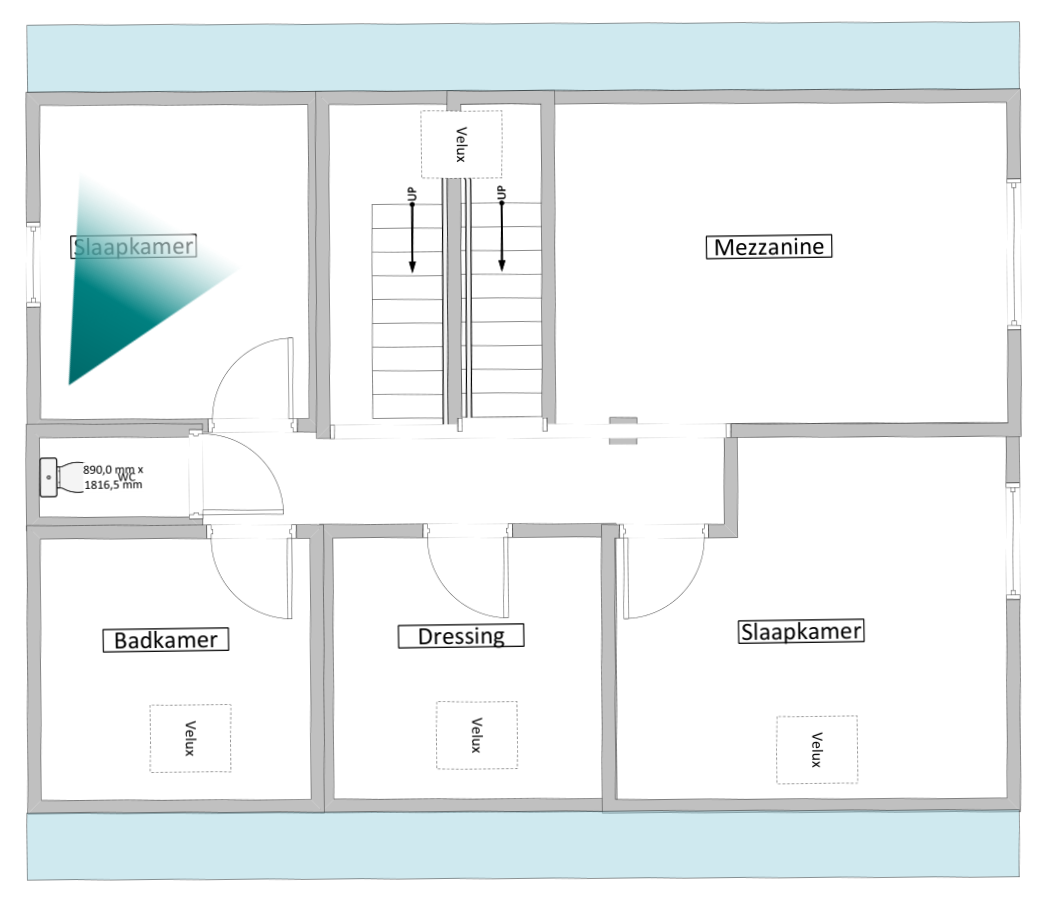 Velux
UP
UP
Slaapkamer
Mezzanine
890,0 mm x
WC
1816,5 mm
Badkamer
Dressing
Slaapkamer
Velux
Velux
Velux